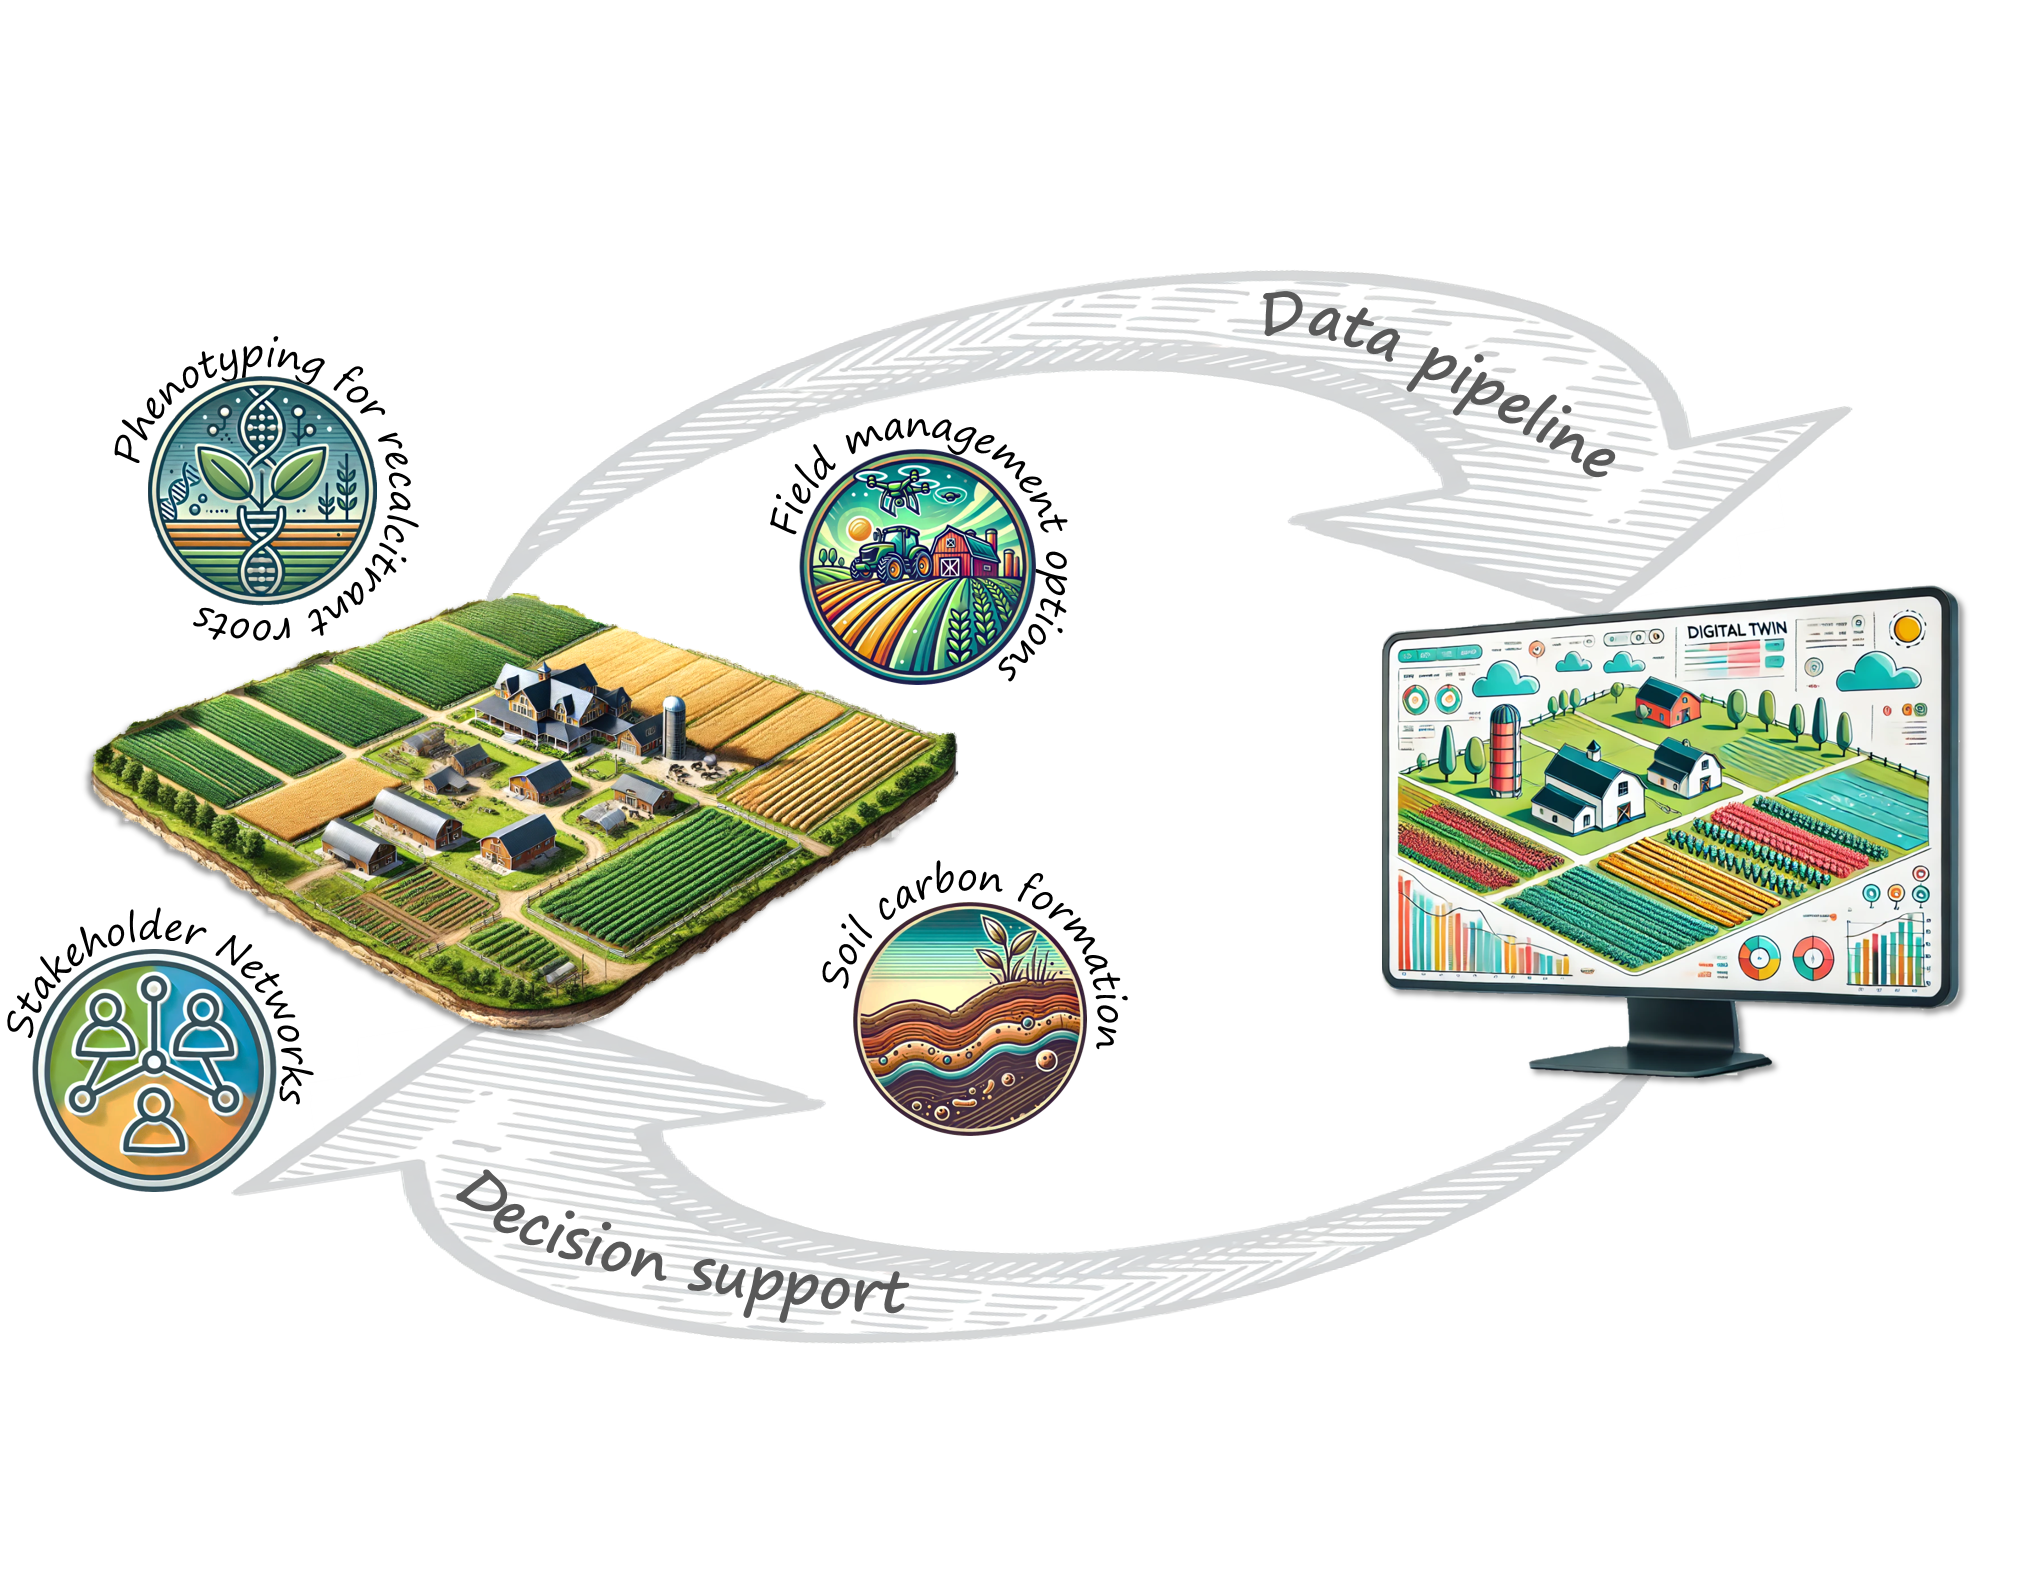 Data pipeline
Phenotyping for recalcitrant roots
Field management options
DIGITAL TWIN
Soil carbon formation
Stakeholder Networks
Decision support